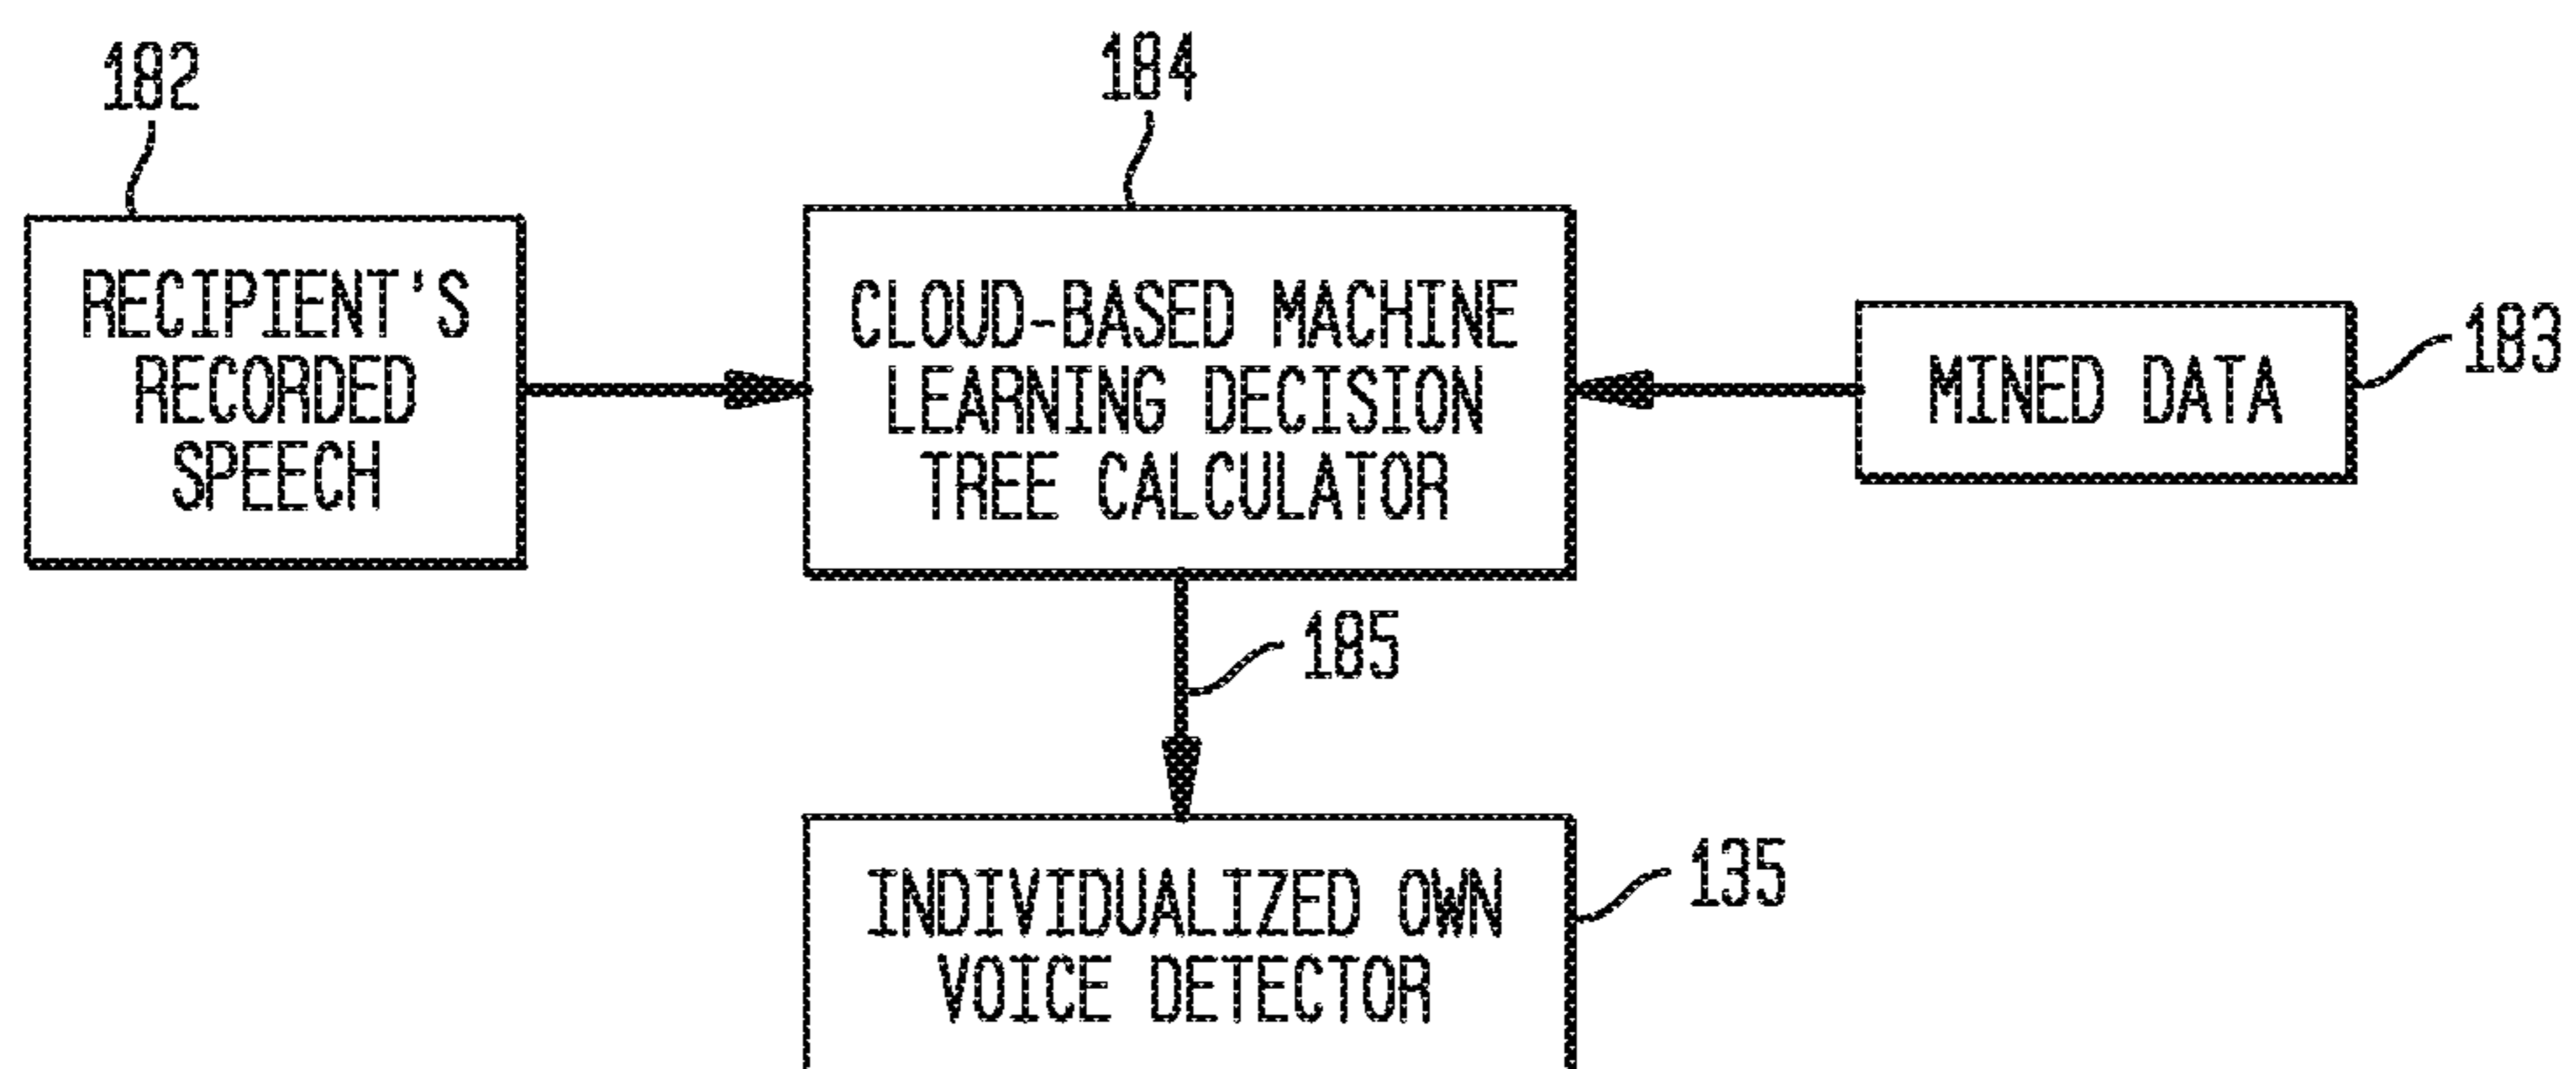 182
184
RECIPIENT'S
RECORDED
SPEECH
CLOUD-BASED MACHINE
LEARNING DECISION
TREE CALCULATOR
MINED DATA
183
185
INDIVIDUALIZED OWN
VOICE DETECTOR
135